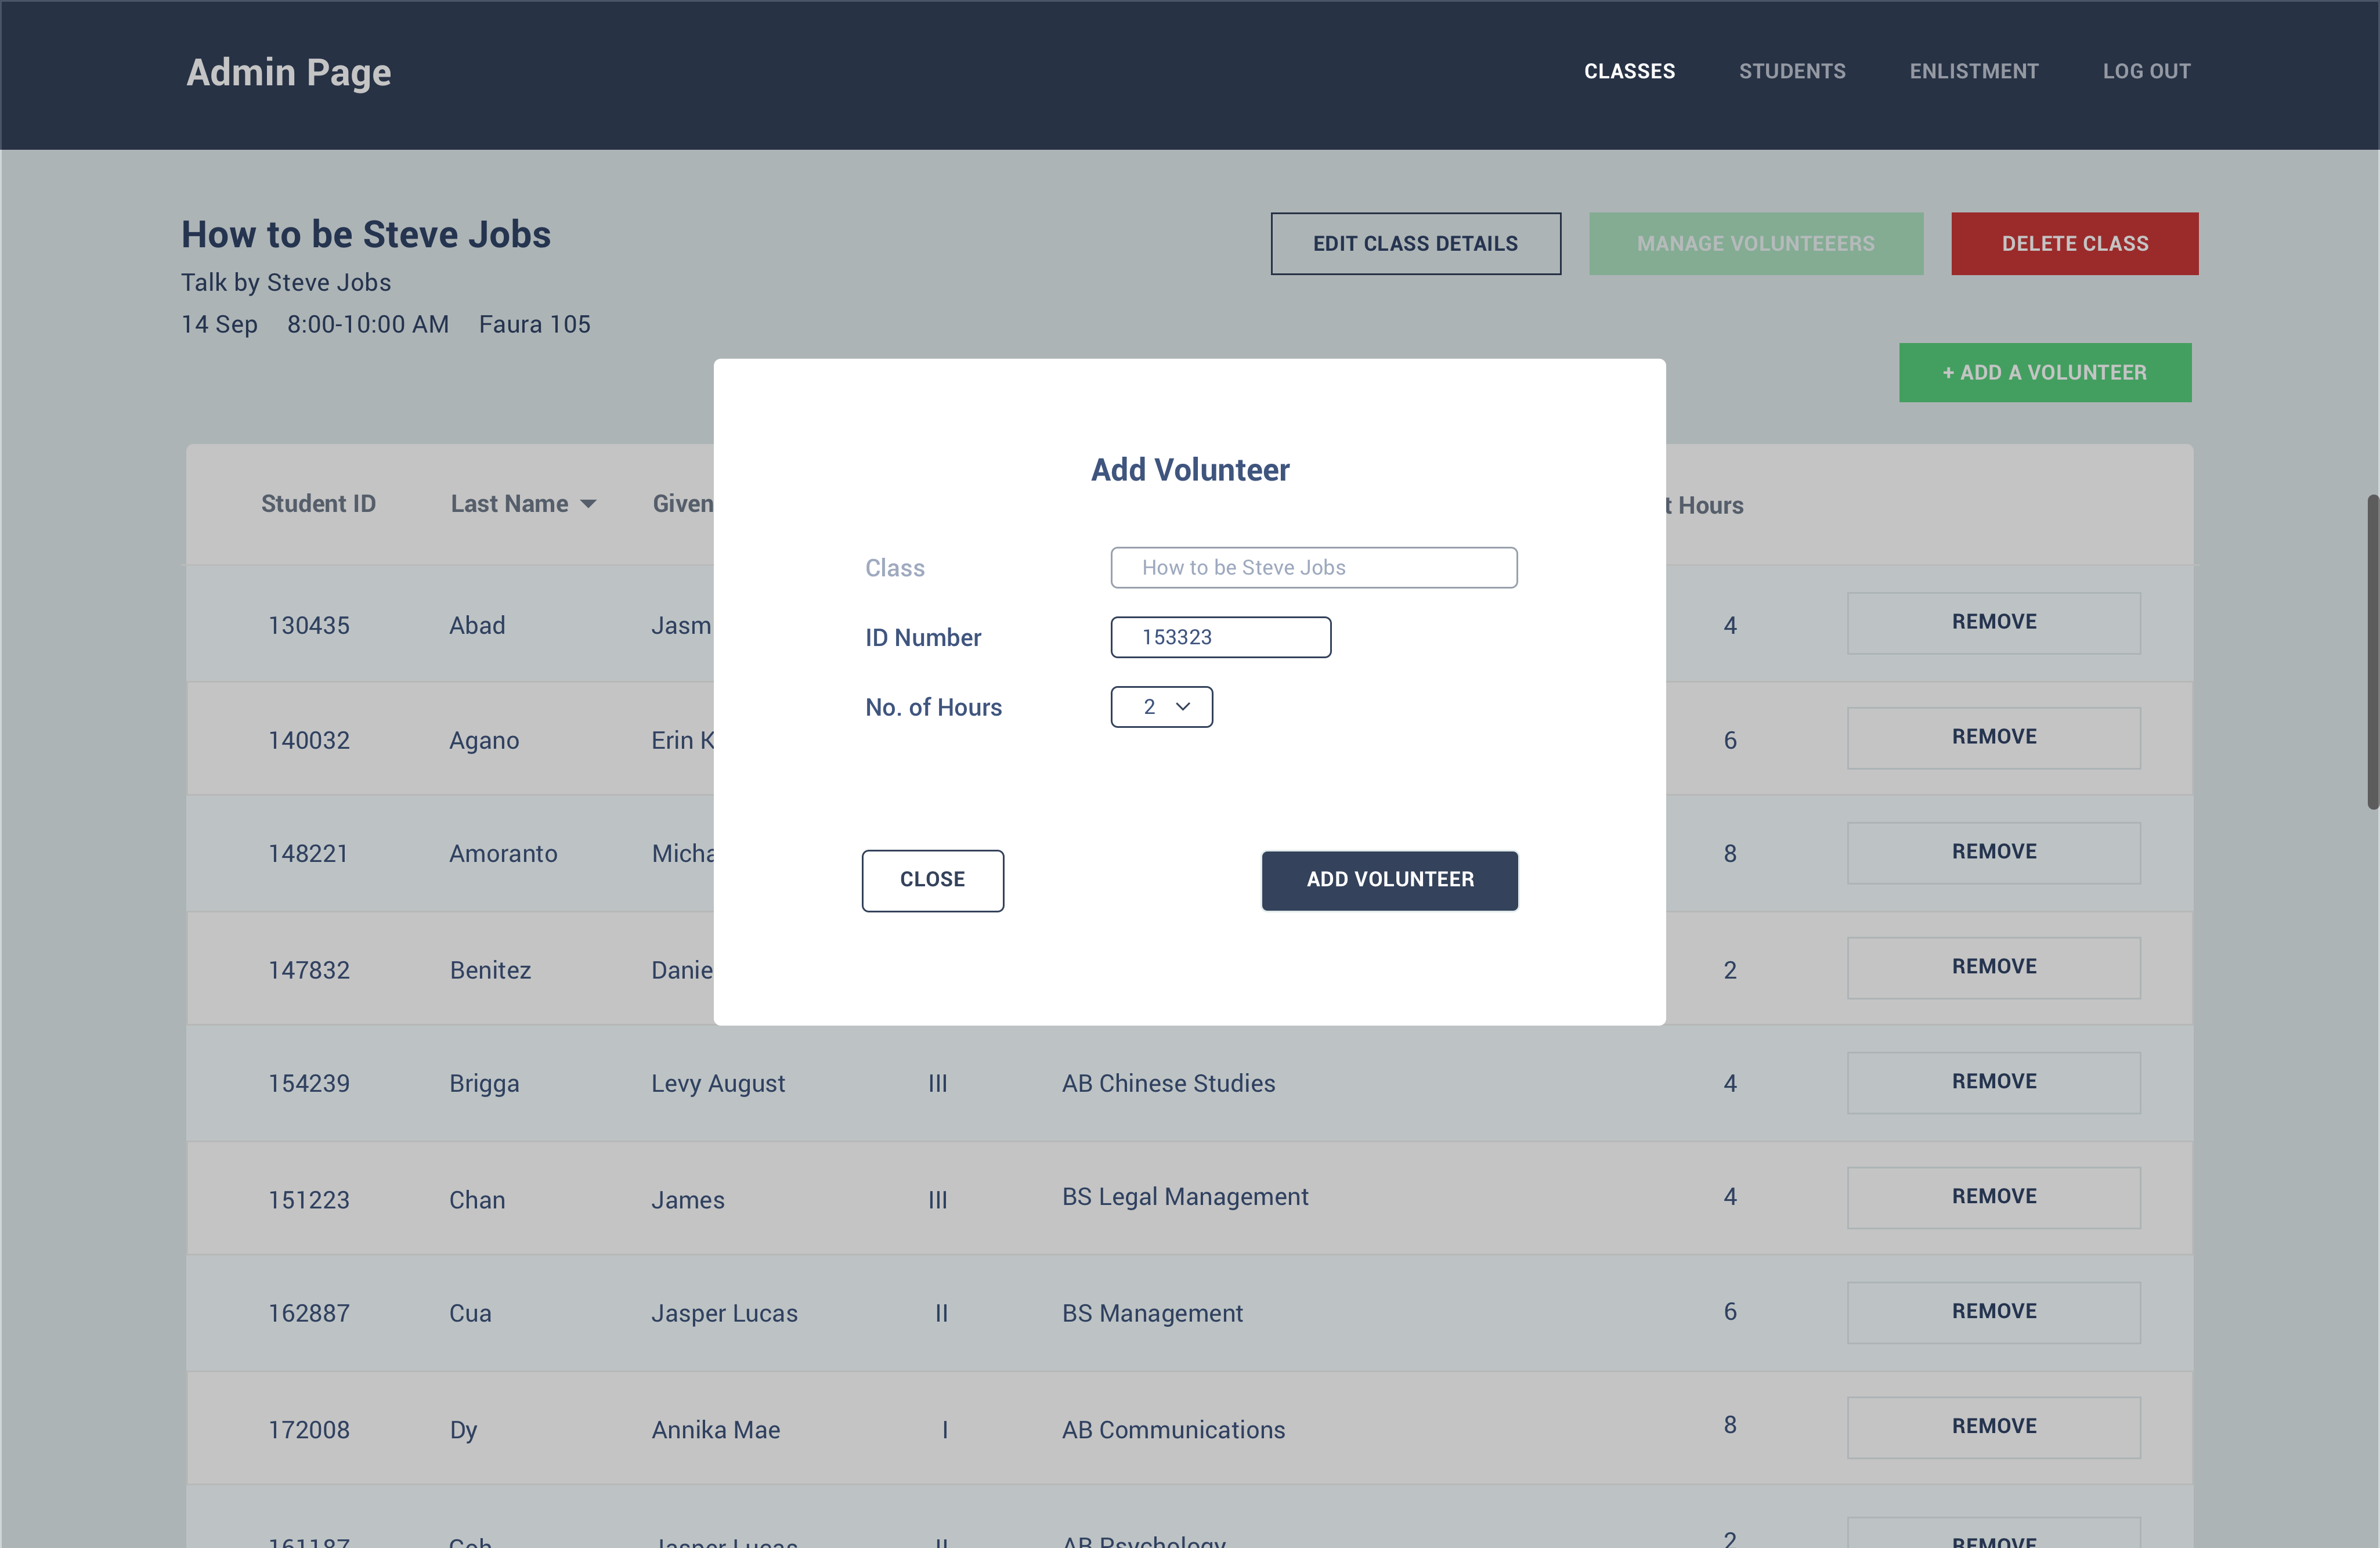 Admin Page CLASSES STUDENTS ENLISTMENT LOG OUT
How to be Steve Jobs EDIT CLASS DETAILS MANAGE VOLUNTEEERS DELETE CLASS
Talk by Steve Jobs
14 Sep 8:00-10:00 AM Faura 105
+ ADD A VOLUNTEER
Add Volunteer
Class How to be Steve Jobs
ID Number 153323
No. of Hours 2
CLOSE ADD VOLUNTEER
Student ID Last Name Given Hours
130435 Abad Jasm 4 REMOVE
140032 Agano Erin K 6 REMOVE
148221 Amoranto Micha 8 REMOVE
147832 Benitez Danie 2 REMOVE
154239 Brigga Levy August III AB Chinese Studies 4 REMOVE
151223 Chan James III BS Legal Management 4 REMOVE
162887 Cua Jasper Lucas II BS Management 6 REMOVE
172008 Dy Annika Mae I AB Communications 8 REMOVE
161187 Jasper Lucas II AB Psychology 2 REMOVE